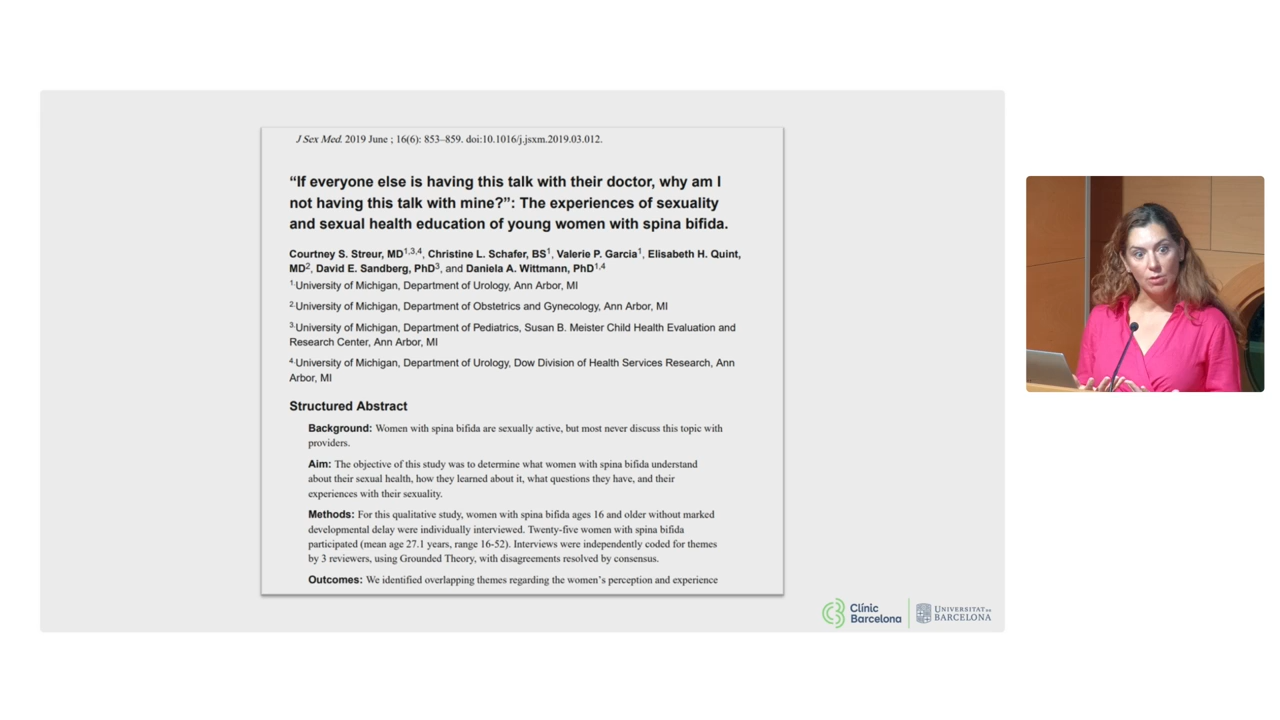 J Sex Med. 2019 June ; 16(6): 853–859. doi:10.1016/j.jsxm.2019.03.012.
“If everyone else is having this talk with their doctor, why am I
not having this talk with mine?”: The experiences of sexuality
and sexual health education of young women with spina bifida.
Courtney S. Streur, MD1,3,4, Christine L. Schafer, BS1, Valerie P. Garcia1, Elisabeth H. Quint,
MD2, David E. Sandberg, PhD3, and Daniela A. Wittmann, PhD1,4
1.University of Michigan, Department of Urology, Ann Arbor, MI
2.University of Michigan, Department of Obstetrics and Gynecology, Ann Arbor, MI
3.University of Michigan, Department of Pediatrics, Susan B. Meister Child Health Evaluation and
Research Center, Ann Arbor, MI
4.University of Michigan, Department of Urology, Dow Division of Health Services Research, Ann
Arbor, MI
Structured Abstract
Background: Women with spina bifida are sexually active, but most never discuss this topic with
providers.
Aim: The objective of this study was to determine what women with spina bifida understand
about their sexual health, how they learned about it, what questions they have, and their
experiences with their sexuality.
Methods: For this qualitative study, women with spina bifida ages 16 and older without marked
developmental delay were individually interviewed. Twenty-five women with spina bifida
participated (mean age 27.1 years, range 16-52). Interviews were independently coded for themes
by 3 reviewers, using Grounded Theory, with disagreements resolved by consensus.
Outcomes: We identified overlapping themes regarding the women’s perception and experience
Clínic
Barcelona
UNIVERSITAT DE
BARCELONA